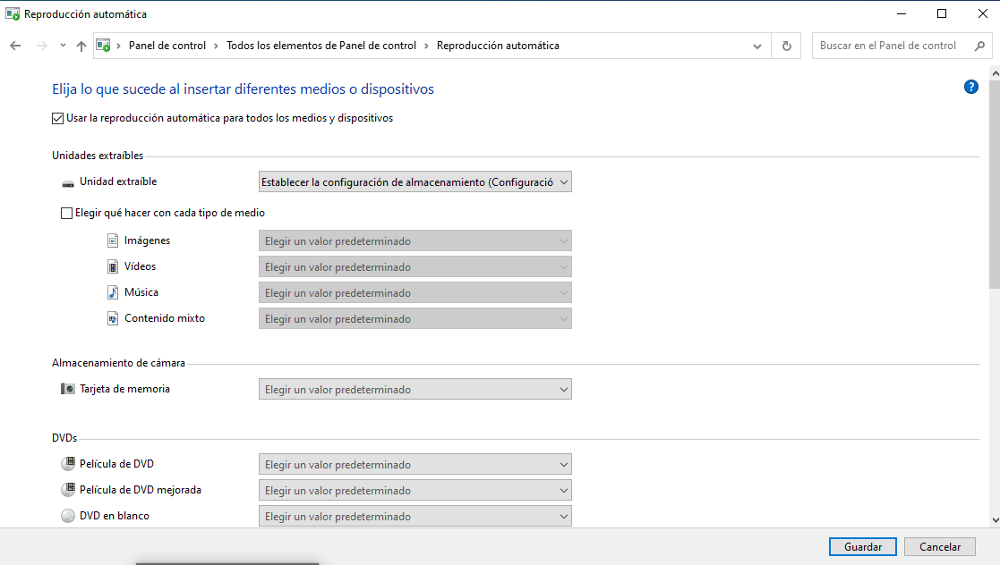 Reproducción automática
Panel de control > Todos los elementos de Panel de control > Reproducción automática
Buscar en el Panel de control
Elija lo que sucede al insertar diferentes medios o dispositivos
?
Usar la reproducción automática para todos los medios y dispositivos
Unidades extraíbles
Unidad extraíble Establecer la configuración de almacenamiento (Configuració
Elegir qué hacer con cada tipo de medio
Imágenes Elegir un valor predeterminado
Vídeos Elegir un valor predeterminado
Música Elegir un valor predeterminado
Contenido mixto Elegir un valor predeterminado
Almacenamiento de cámara
Tarjeta de memoria Elegir un valor predeterminado
DVDs
Película de DVD Elegir un valor predeterminado
Película de DVD mejorada Elegir un valor predeterminado
DVD en blanco Elegir un valor predeterminado
Guardar Cancelar